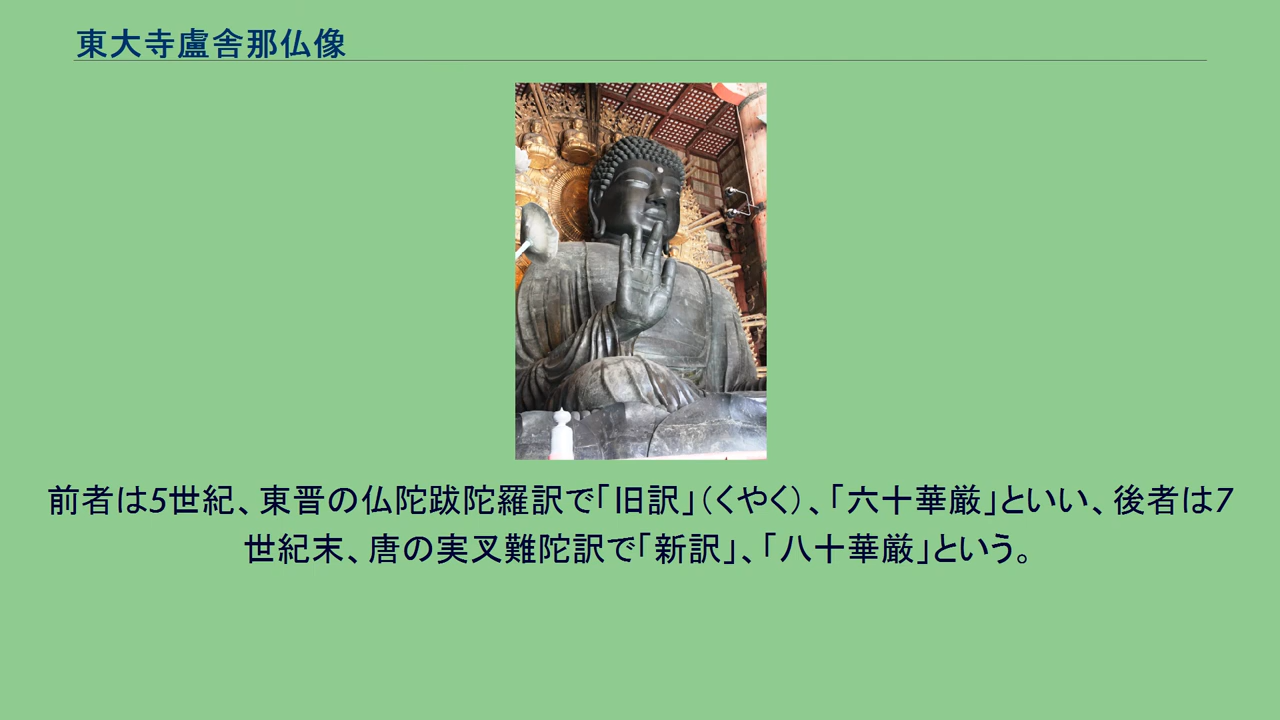 東大寺盧舎那仏像
前者は5世紀、東晋の仏陀跋陀羅訳で「旧訳」（くやく）、「六十華厳」といい、後者は7
世紀末、唐の実叉難陀訳で「新訳」、「八十華厳」という。